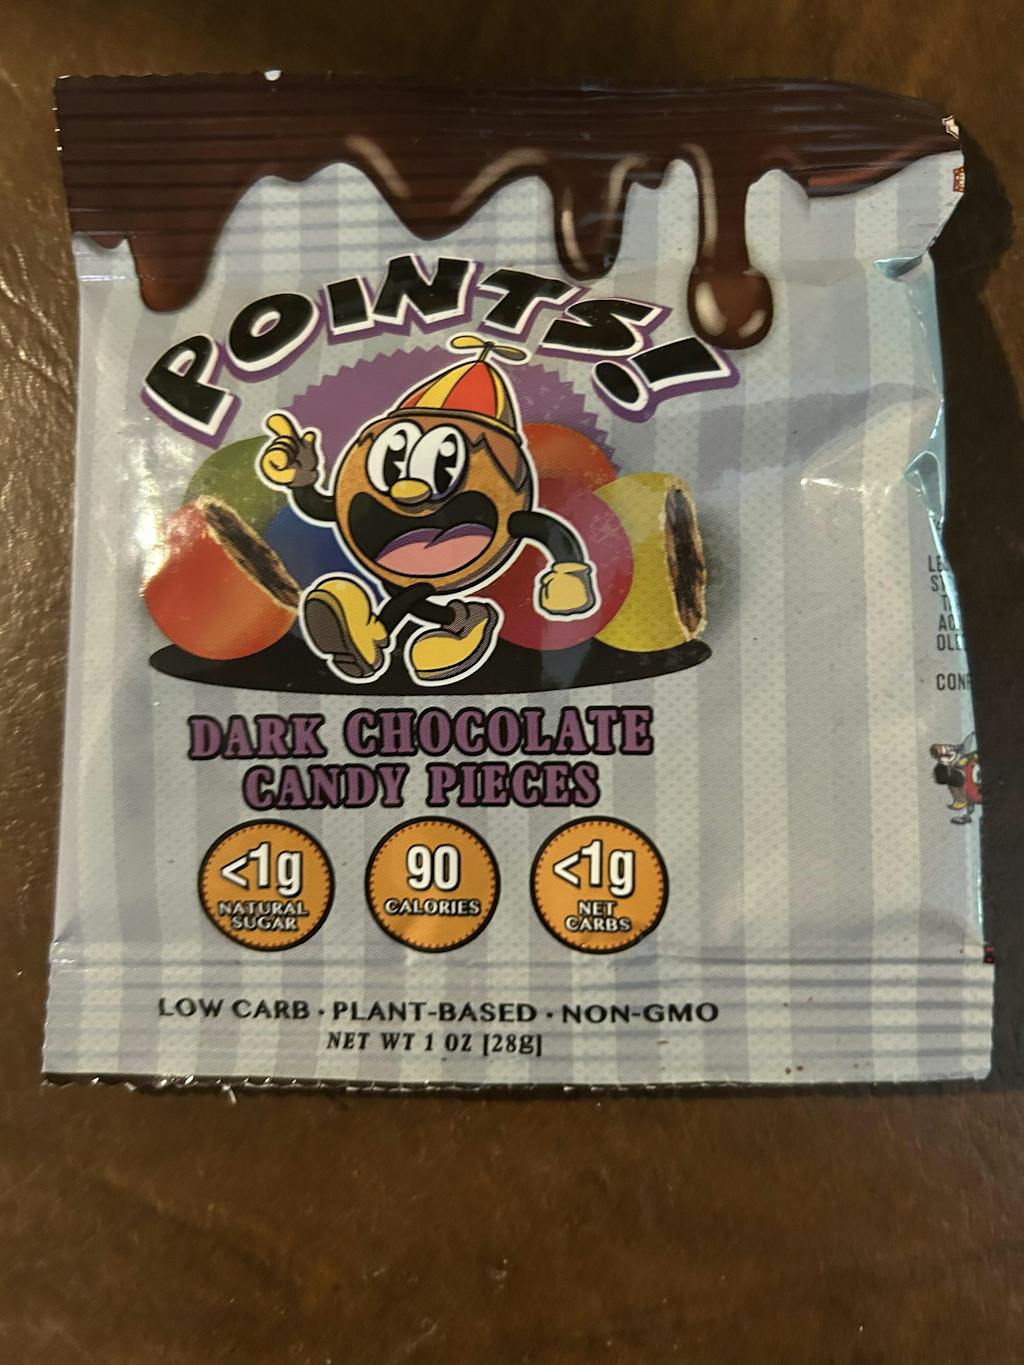 POINTS!
DARK CHOCOLATE
CANDY PIECES
<1g
NATURAL
SUGAR
90
CALORIES
<1g
NET
CARBS
LOW CARB · PLANT-BASED · NON-GMO
NET WT 1 OZ [28g]